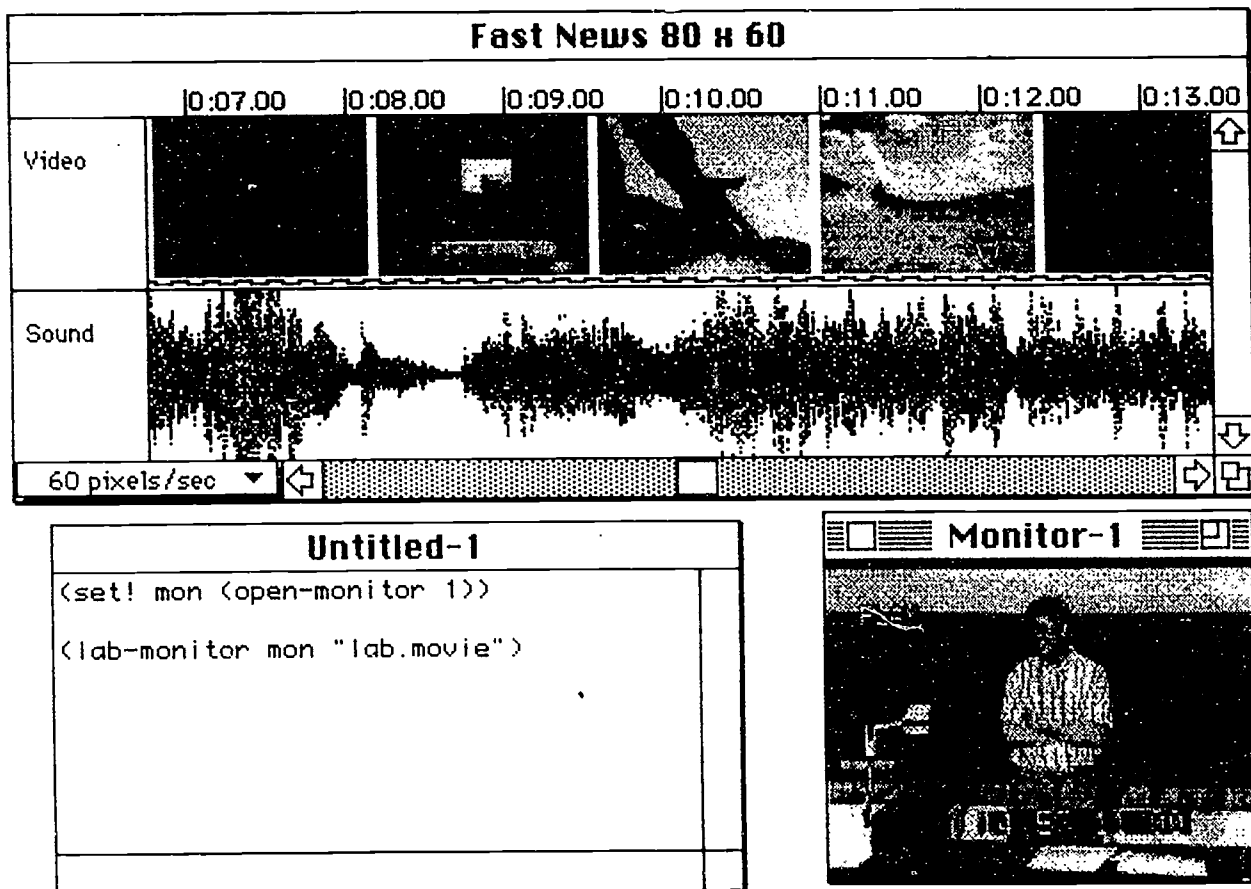 Fast News 80 x 60
0:07.00 0:08.00 0:09.00 0:10.00 0:11.00 0:12.00 0:13.00
Video
Sound
60 pixels/sec
Untitled-1
(set! mon (open-monitor 1))
(lab-monitor mon "lab.movie")
Monitor-1